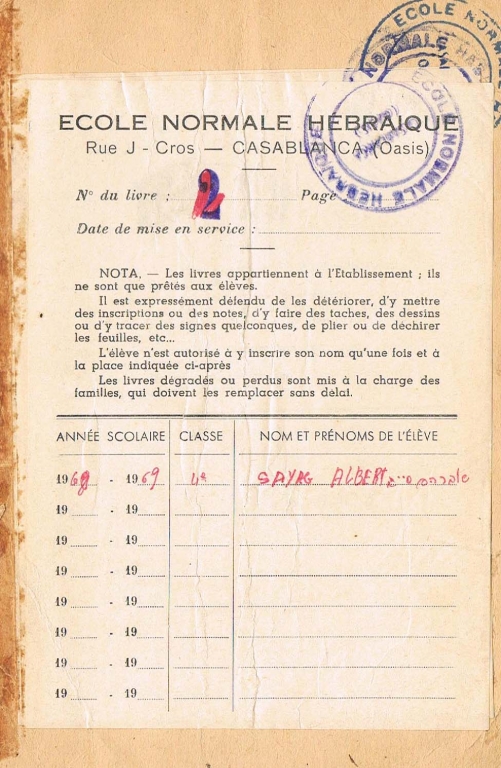 ECOLE NORMALE HÉBRAIQUE
ECOLE NORMALE HÉBRAIQUE
Rue J - Cros — CASABLANCA (Oasis)
N° du livre : 2 Page
Date de mise en service :
NOTA. — Les livres appartiennent à l'Etablissement ; ils
ne sont que prêtés aux élèves.
Il est expressément défendu de les détériorer, d'y mettre
des inscriptions ou des notes, d'y faire des taches, des dessins
ou d'y tracer des signes quelconques, de plier ou de déchirer
les feuilles, etc...
L'élève n'est autorisé à y inscrire son nom qu'une fois et à
la place indiquée ci-après
Les livres dégradés ou perdus sont mis à la charge des
familles, qui doivent les remplacer sans délai.
ANNÉE SCOLAIRE CLASSE NOM ET PRÉNOMS DE L'ÉLÈVE
1968 - 1969 4e SAYAG ALBERT אברהם סייג
19 - 19
19 - 19
19 - 19
19 - 19
19 - 19
19 - 19
19 - 19